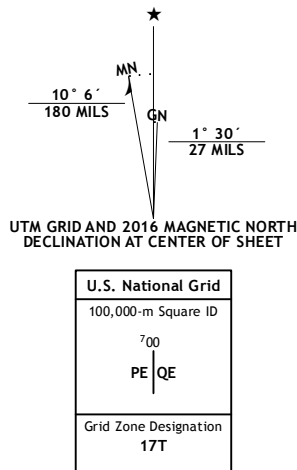 ★
MN
10° 6´
180 MILS
GN
1° 30´
27 MILS
UTM GRID AND 2016 MAGNETIC NORTH
DECLINATION AT CENTER OF SHEET
U.S. National Grid
100,000-m Square ID
⁷00
PE QE
Grid Zone Designation
17T